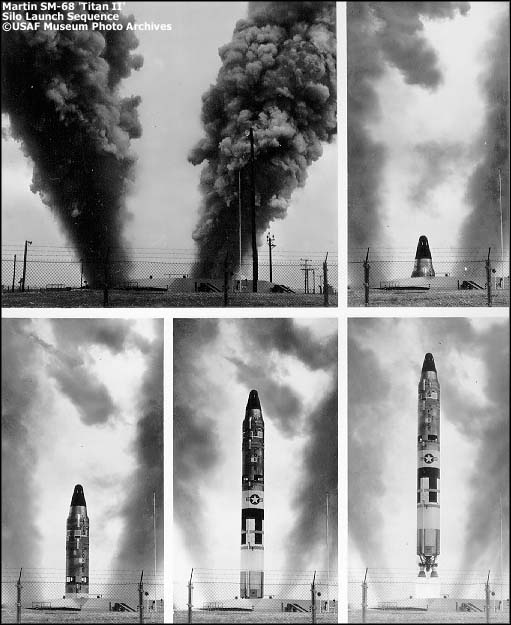 Martin SM-68 'Titan II'
Silo Launch Sequence
©USAF Museum Photo Archives